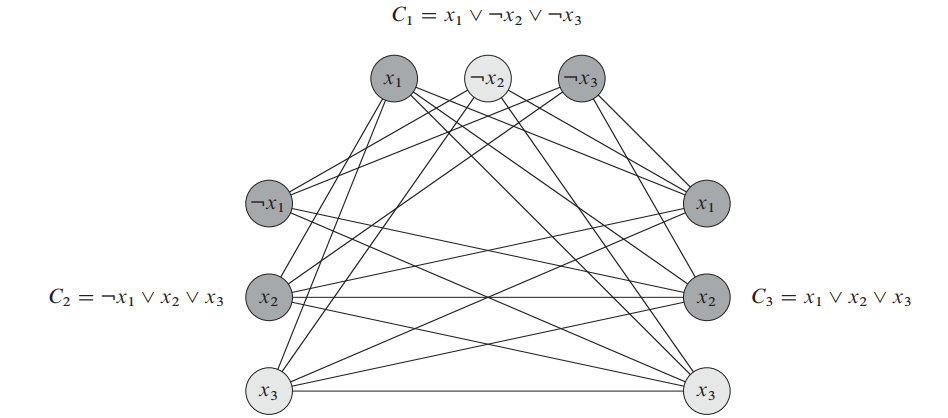 C₁ = x₁ ∨ ¬x₂ ∨ ¬x₃
x₁ ¬x₂ ¬x₃
¬x₁ x₁
C₂ = ¬x₁ ∨ x₂ ∨ x₃ x₂ x₂ C₃ = x₁ ∨ x₂ ∨ x₃
x₃ x₃